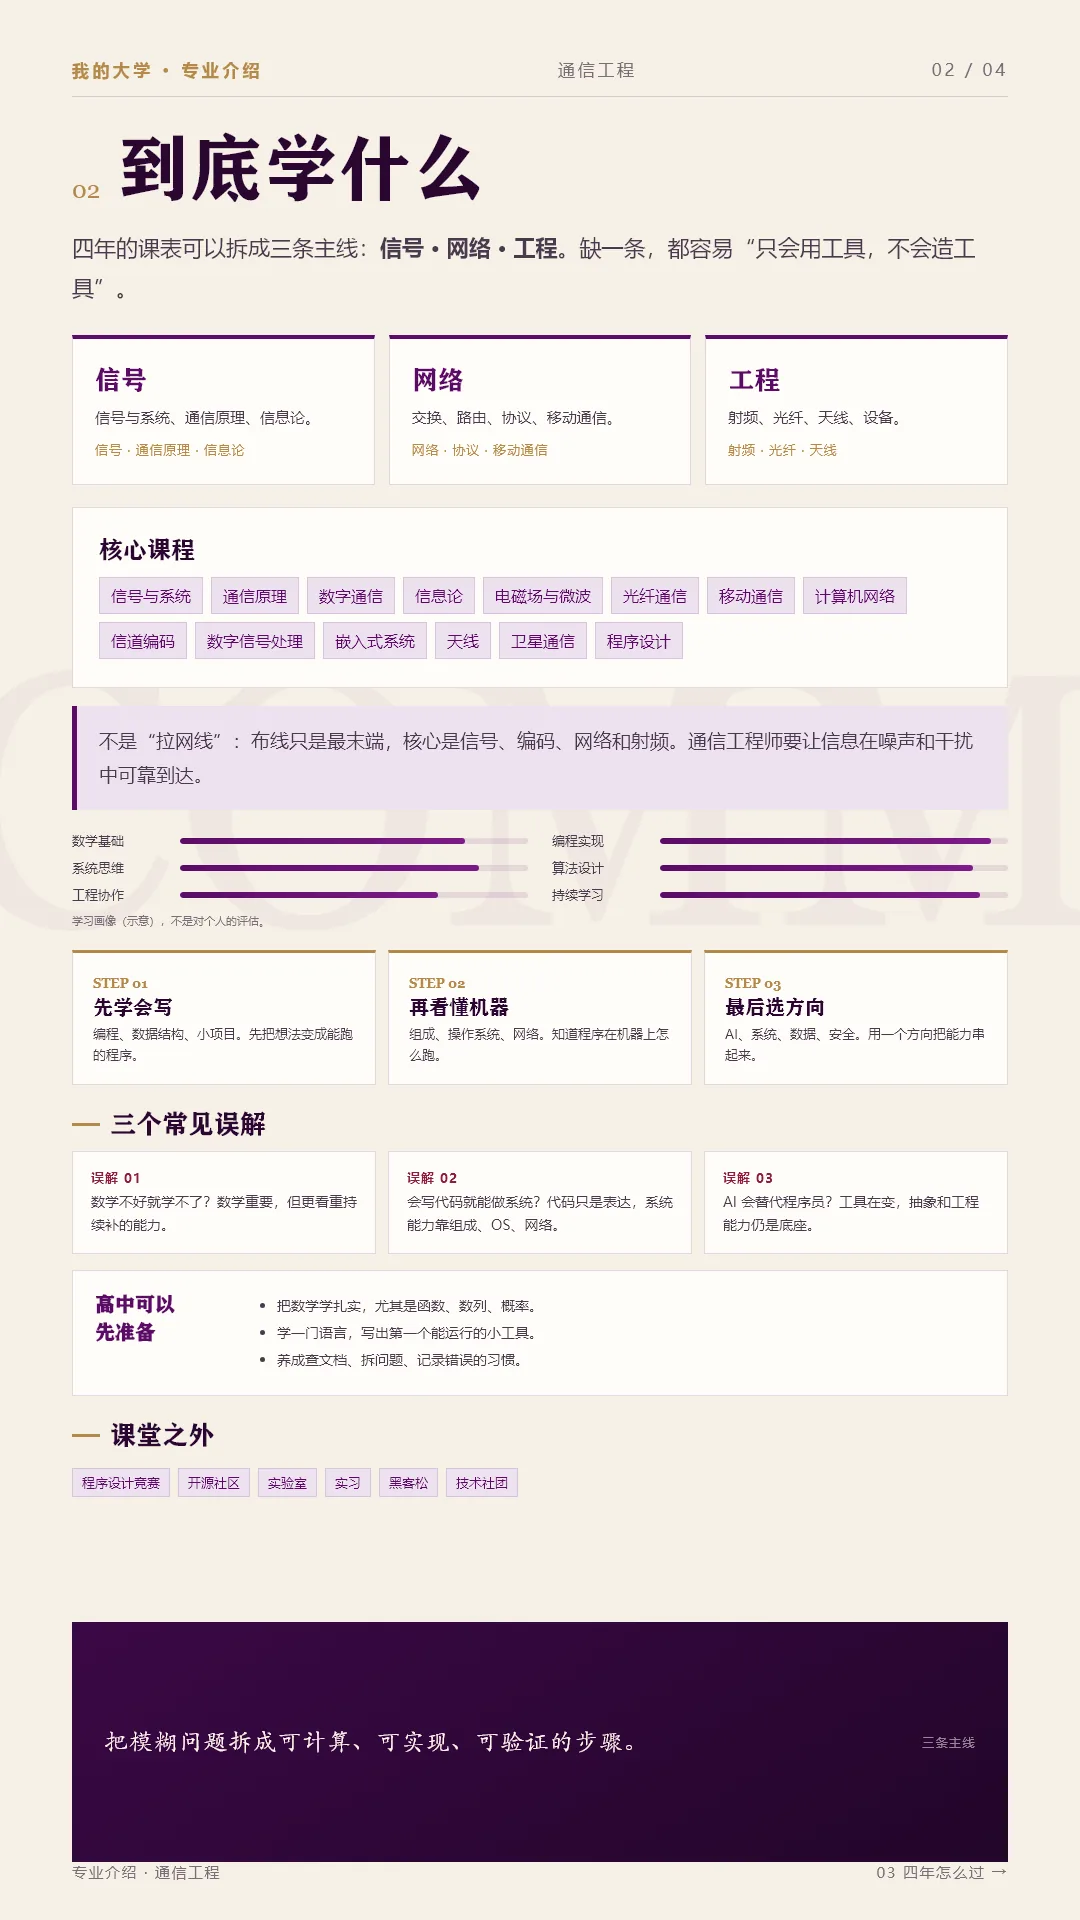 我的大学 · 专业介绍
通信工程
02 / 04
02 到底学什么
四年的课表可以拆成三条主线：信号 · 网络 · 工程。缺一条，都容易“只会用工具，不会造工
具”。
信号
信号与系统、通信原理、信息论。
信号 · 通信原理 · 信息论
网络
交换、路由、协议、移动通信。
网络 · 协议 · 移动通信
工程
射频、光纤、天线、设备。
射频 · 光纤 · 天线
核心课程
信号与系统 通信原理 数字通信 信息论 电磁场与微波 光纤通信 移动通信 计算机网络
信道编码 数字信号处理 嵌入式系统 天线 卫星通信 程序设计
COMM
不是“拉网线”：布线只是最末端，核心是信号、编码、网络和射频。通信工程师要让信息在噪声和干扰
中可靠到达。
数学基础
编程实现
系统思维
算法设计
工程协作
持续学习
学习画像（示意），不是对个人的评估。
STEP 01
先学会写
编程、数据结构、小项目。先把想法变成能跑
的程序。
STEP 02
再看懂机器
组成、操作系统、网络。知道程序在机器上怎
么跑。
STEP 03
最后选方向
AI、系统、数据、安全。用一个方向把能力串
起来。
三个常见误解
误解 01
数学不好就学不了？数学重要，但更看重持
续补的能力。
误解 02
会写代码就能做系统？代码只是表达，系统
能力靠组成、OS、网络。
误解 03
AI 会替代程序员？工具在变，抽象和工程
能力仍是底座。
高中可以
先准备
• 把数学学扎实，尤其是函数、数列、概率。
• 学一门语言，写出第一个能运行的小工具。
• 养成查文档、拆问题、记录错误的习惯。
课堂之外
程序设计竞赛 开源社区 实验室 实习 黑客松 技术社团
把模糊问题拆成可计算、可实现、可验证的步骤。
三条主线
专业介绍 · 通信工程
03 四年怎么过 →